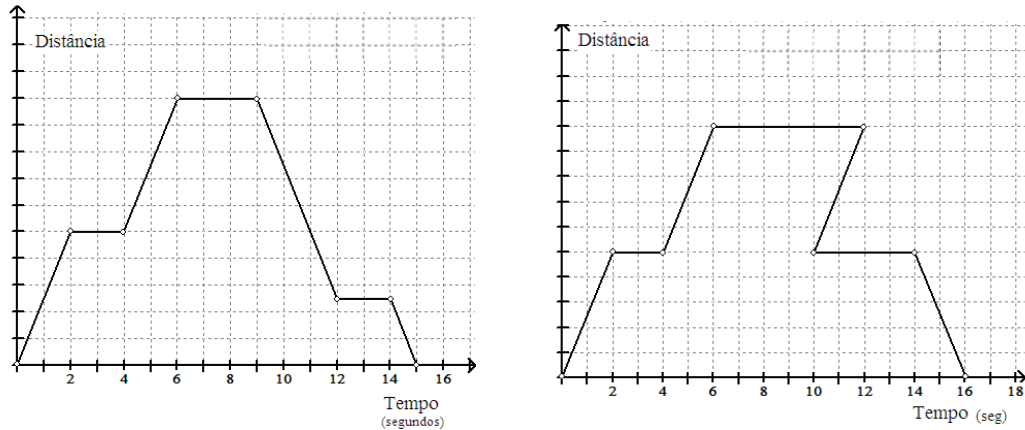 Distância
2 4 6 8 10 12 14 16
Tempo
(segundos)
Distância
2 4 6 8 10 12 14 16 18
Tempo (seg)